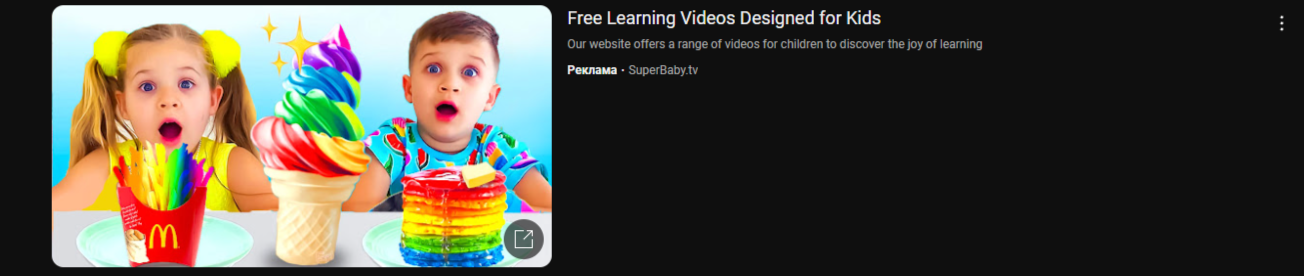 Free Learning Videos Designed for Kids
Our website offers a range of videos for children to discover the joy of learning
Реклама · SuperBaby.tv